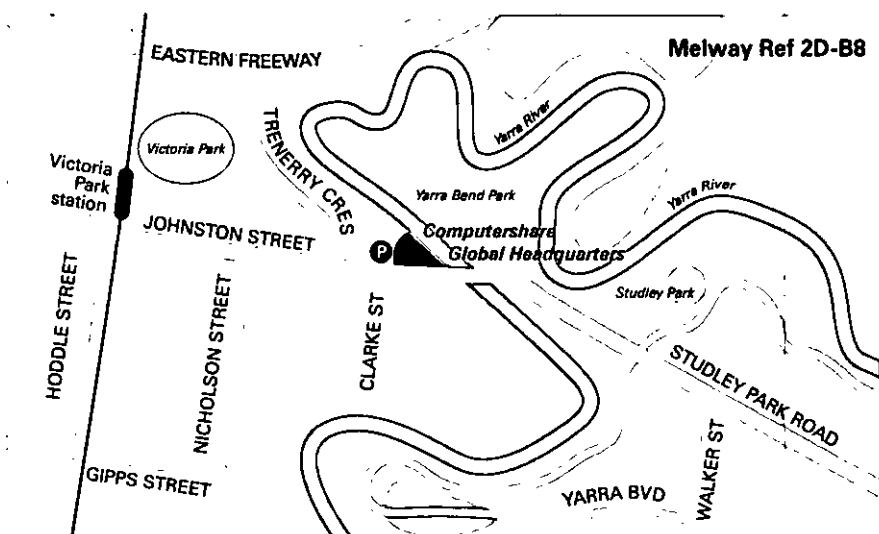 EASTERN FREEWAY
Melway Ref 2D-B8
Victoria Park
TRENERRY CRES
Yarra River
Victoria
Park
station
Yarra Bend Park
Yarra River
JOHNSTON STREET
Computershare
P
Global Headquarters
Studley Park
HODDLE STREET
NICHOLSON STREET
CLARKE ST
STUDLEY PARK ROAD
WALKER ST
GIPPS STREET
YARRA BVD